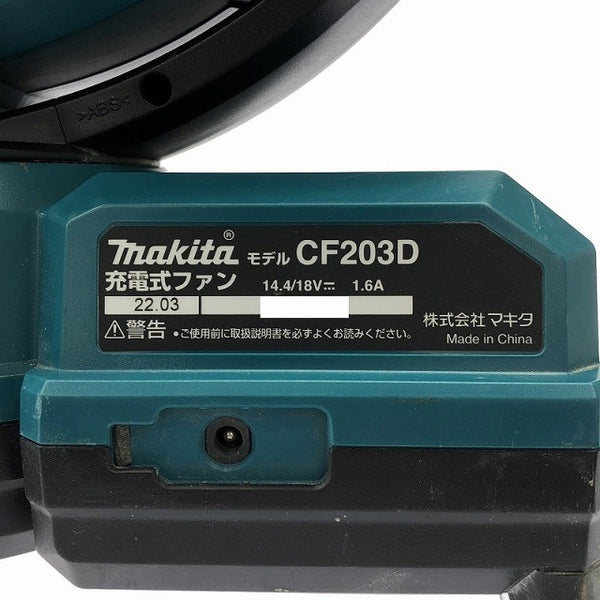 >ABS<
makita® モデル CF203D
充電式ファン 14.4/18V⎓ 1.6A
22.03
⚠警告 •ご使用前に取扱説明書を必ずよくお読みください。
株式会社マキタ
Made in China